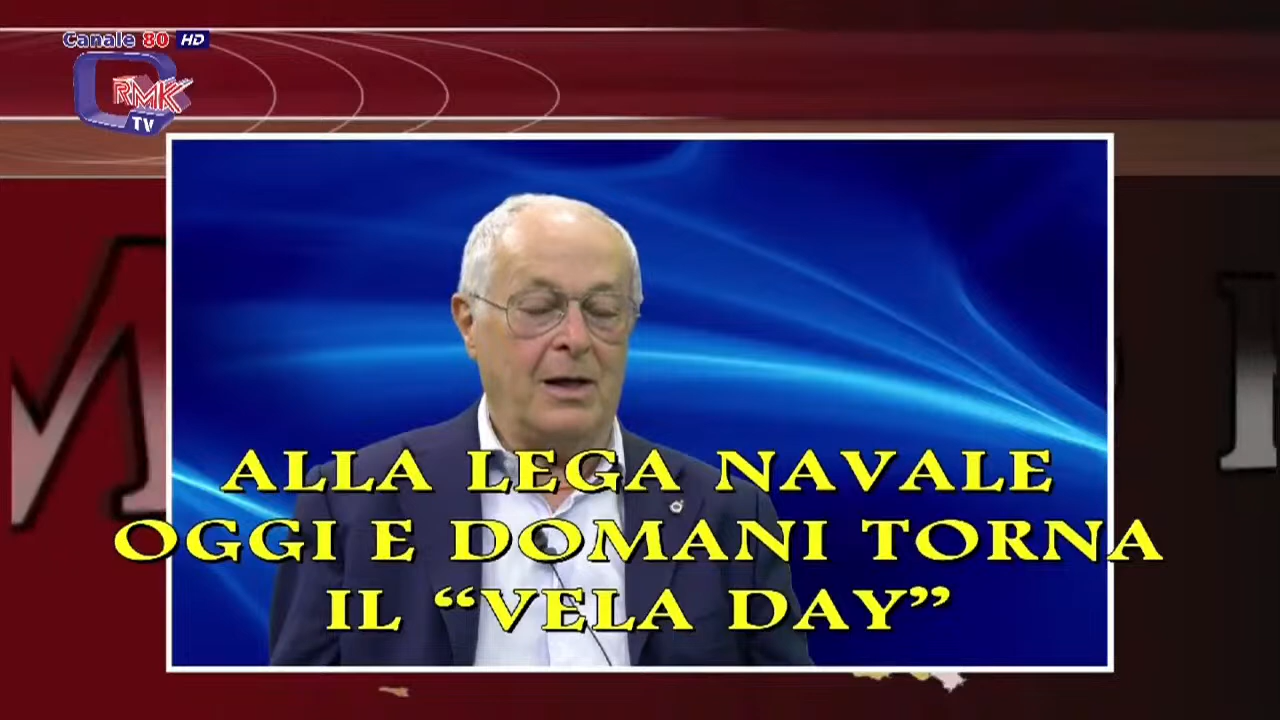 Canale 80 HD
RMK
TV
ALLA LEGA NAVALE
OGGI E DOMANI TORNA
IL “VELA DAY”